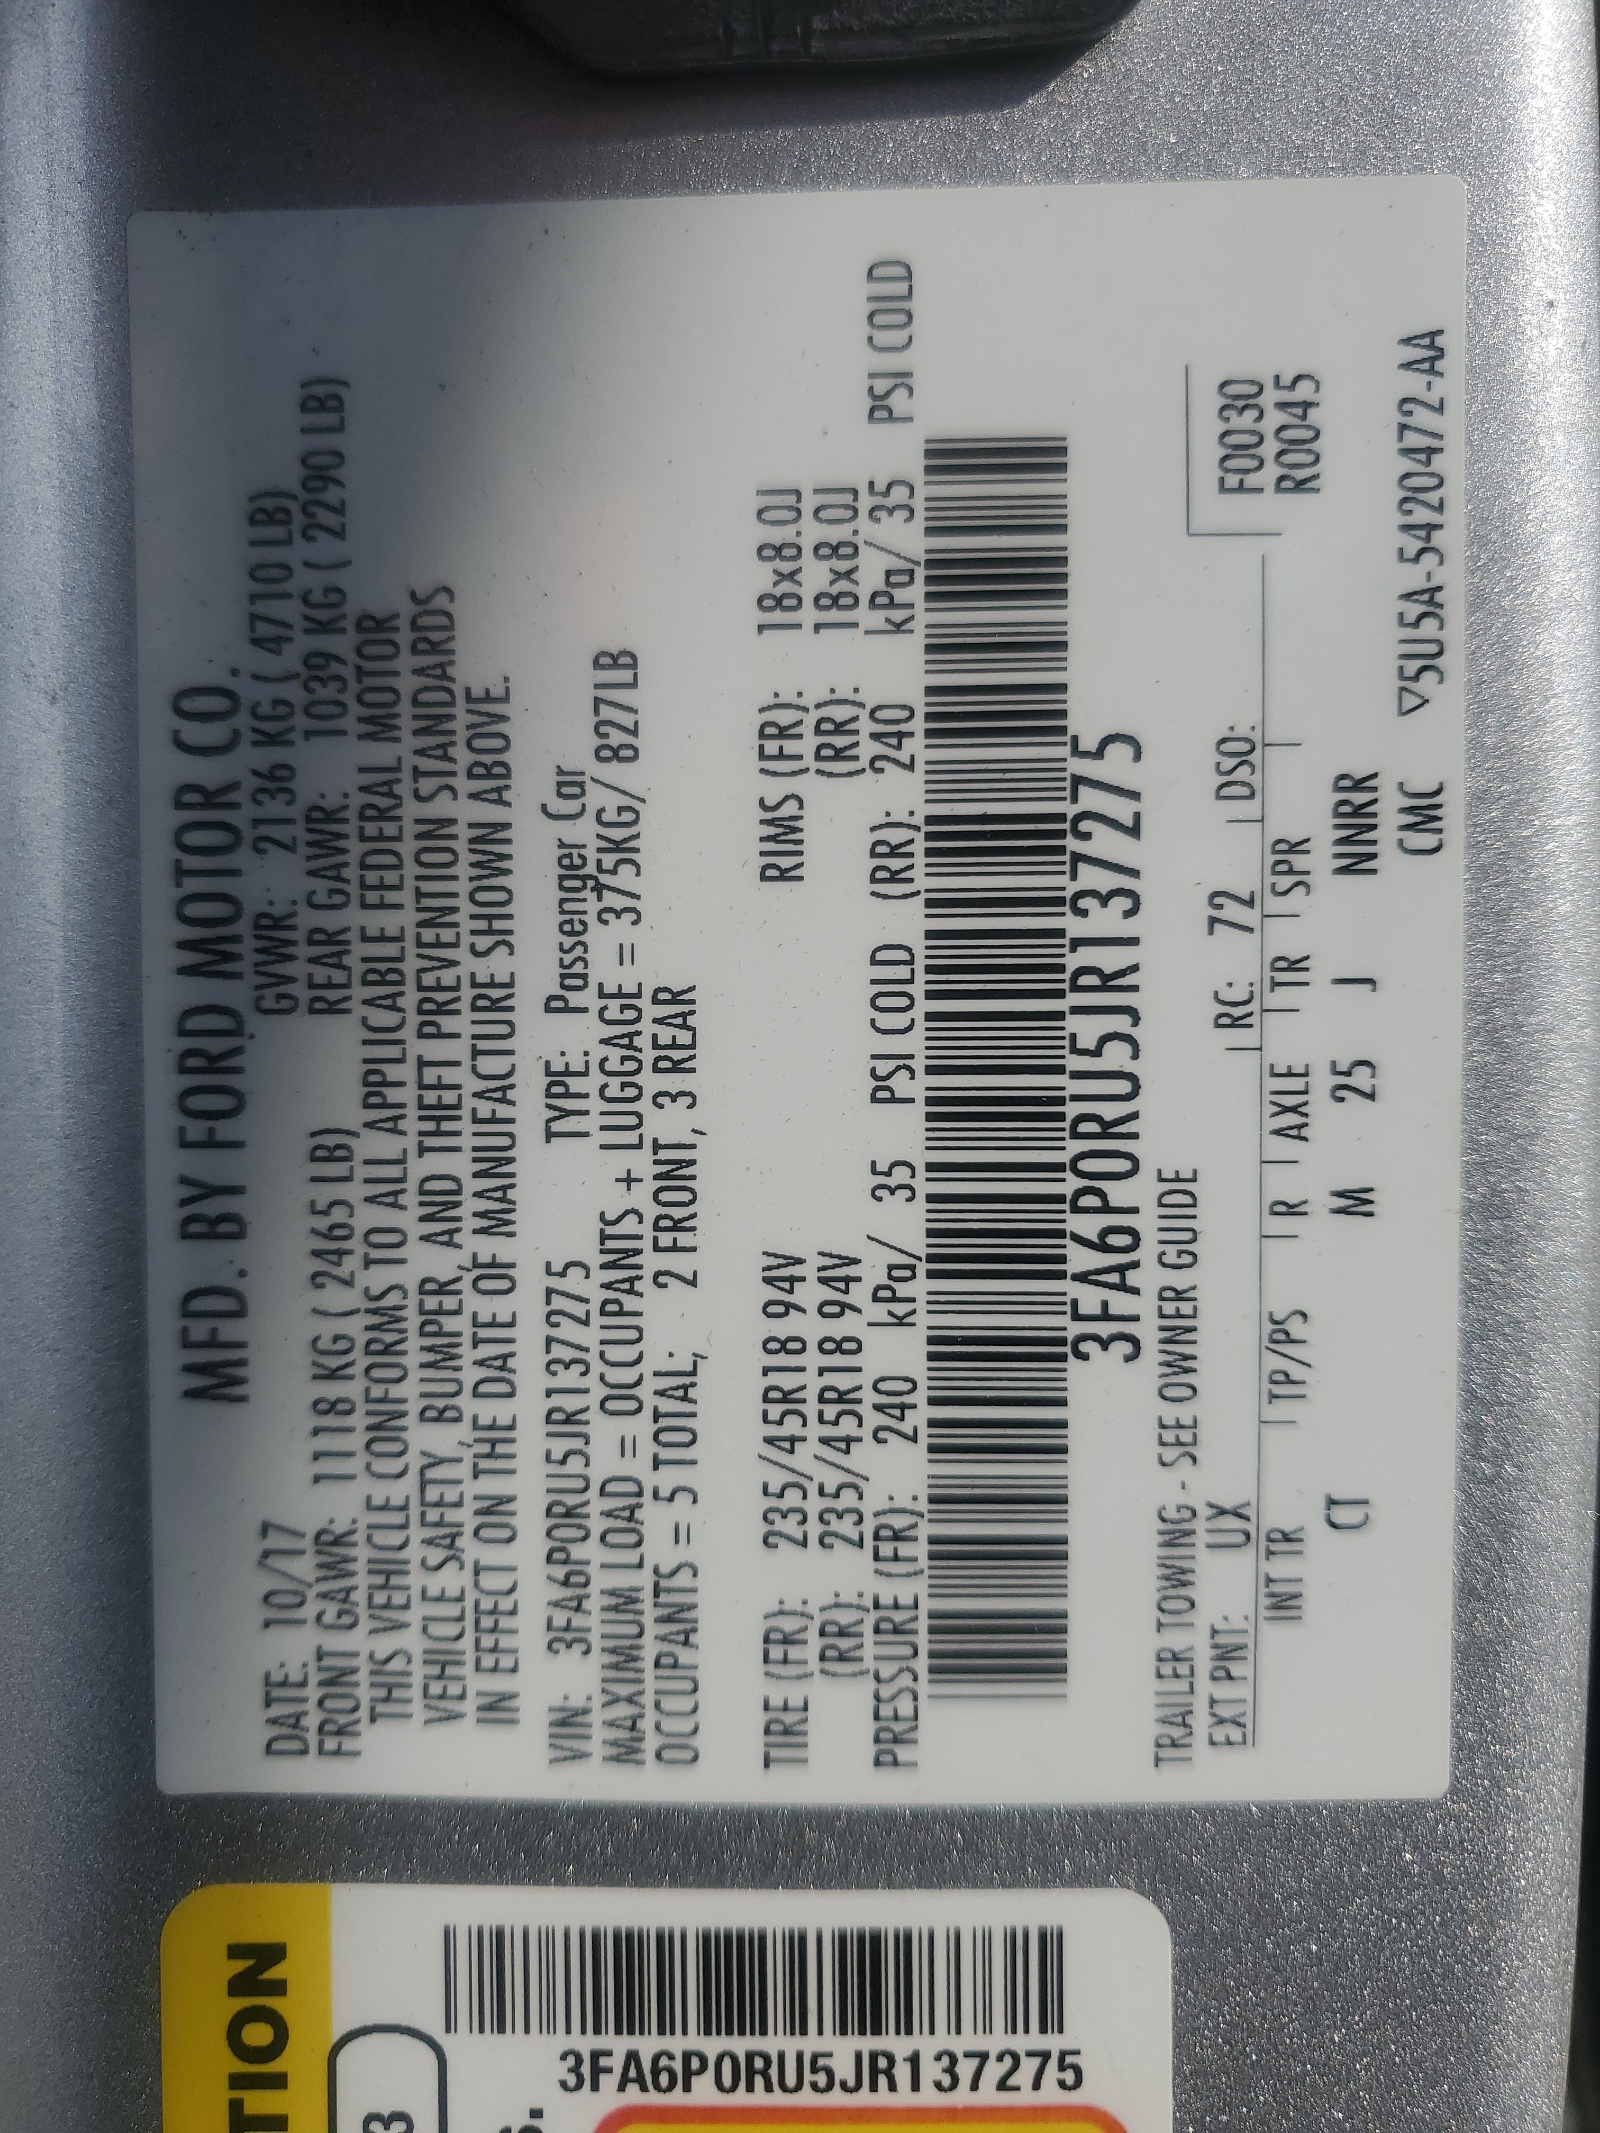 MFD. BY FORD MOTOR CO.
DATE: 10/17 GVWR: 2136 KG ( 4710 LB)
FRONT GAWR: 1118 KG ( 2465 LB) REAR GAWR: 1039 KG ( 2290 LB)
THIS VEHICLE CONFORMS TO ALL APPLICABLE FEDERAL MOTOR
VEHICLE SAFETY, BUMPER, AND THEFT PREVENTION STANDARDS
IN EFFECT ON THE DATE OF MANUFACTURE SHOWN ABOVE.
VIN: 3FA6P0RU5JR137275 TYPE: Passenger Car
MAXIMUM LOAD = OCCUPANTS + LUGGAGE = 375KG/ 827LB
OCCUPANTS = 5 TOTAL; 2 FRONT, 3 REAR
TIRE (FR): 235/45R18 94V RIMS (FR): 18x8.0J
(RR): 235/45R18 94V (RR): 18x8.0J
PRESSURE (FR): 240 kPa/ 35 PSI COLD (RR): 240 kPa/ 35 PSI COLD
3FA6P0RU5JR137275
TRAILER TOWING - SEE OWNER GUIDE
EXT PNT: UX RC: 72 DSO: F0030
INT TR TP/PS R AXLE TR SPR R0045
CT M 25 J NNRR
CMC ▽5U5A-5420472-AA
TION
3
3FA6P0RU5JR137275
s.